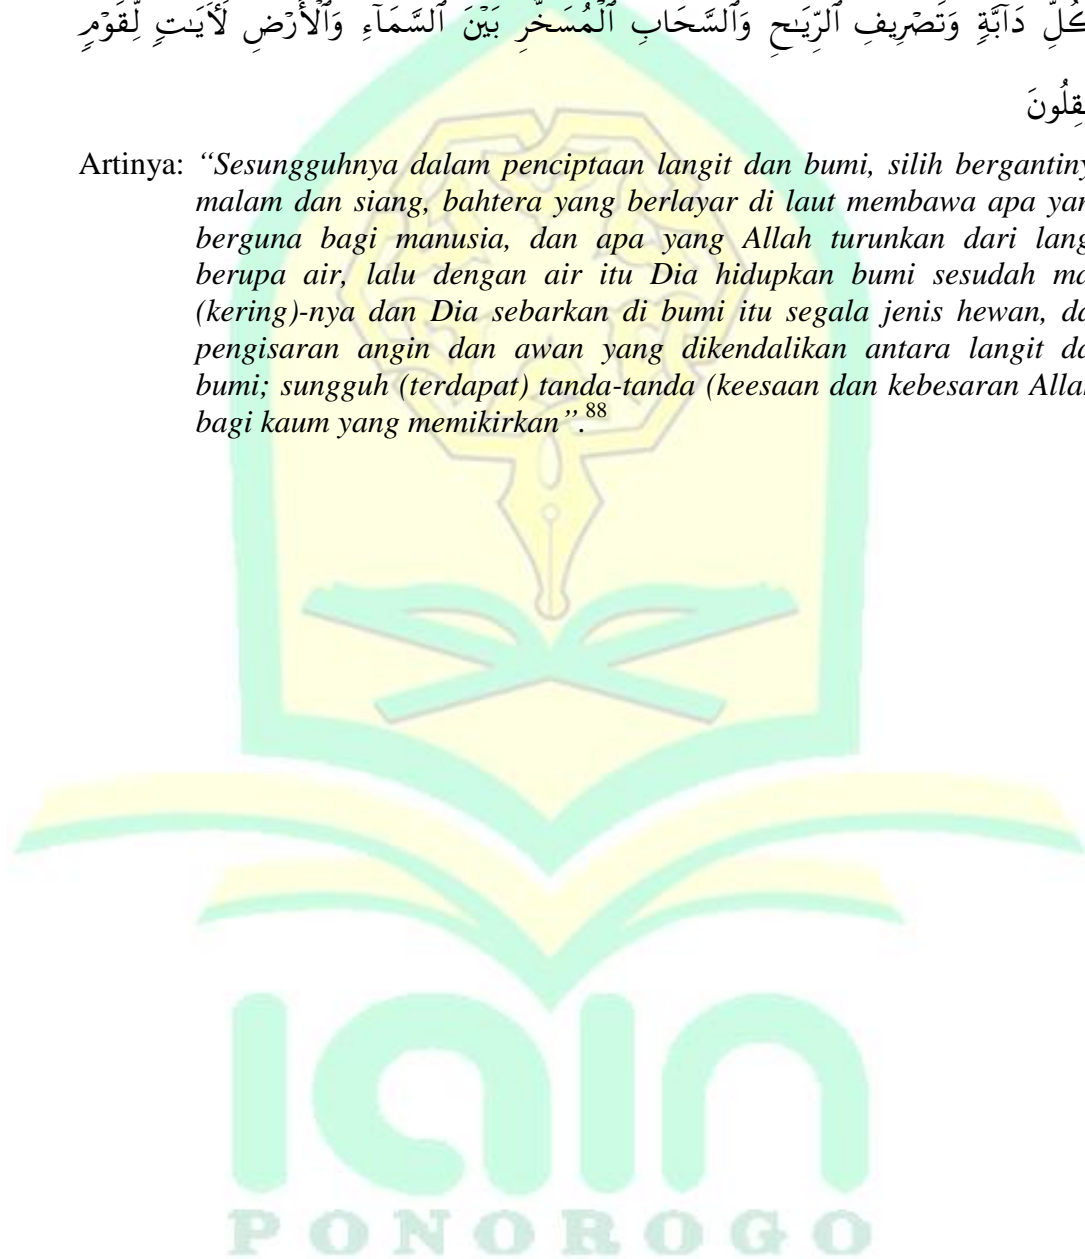 كُلِّ دَآبَّةٍ وَتَصْرِيفِ ٱلرِّيَـٰحِ وَٱلسَّحَابِ ٱلْمُسَخَّرِ بَيْنَ ٱلسَّمَآءِ وَٱلْأَرْضِ لَأَيَـٰتٍ لِّقَوْمٍ
قِلُونَ
Artinya: “Sesungguhnya dalam penciptaan langit dan bumi, silih bergantiny
malam dan siang, bahtera yang berlayar di laut membawa apa yan
berguna bagi manusia, dan apa yang Allah turunkan dari lang
berupa air, lalu dengan air itu Dia hidupkan bumi sesudah ma
(kering)-nya dan Dia sebarkan di bumi itu segala jenis hewan, da
pengisaran angin dan awan yang dikendalikan antara langit da
bumi; sungguh (terdapat) tanda-tanda (keesaan dan kebesaran Alla
bagi kaum yang memikirkan”.88
iain
PONOROGO